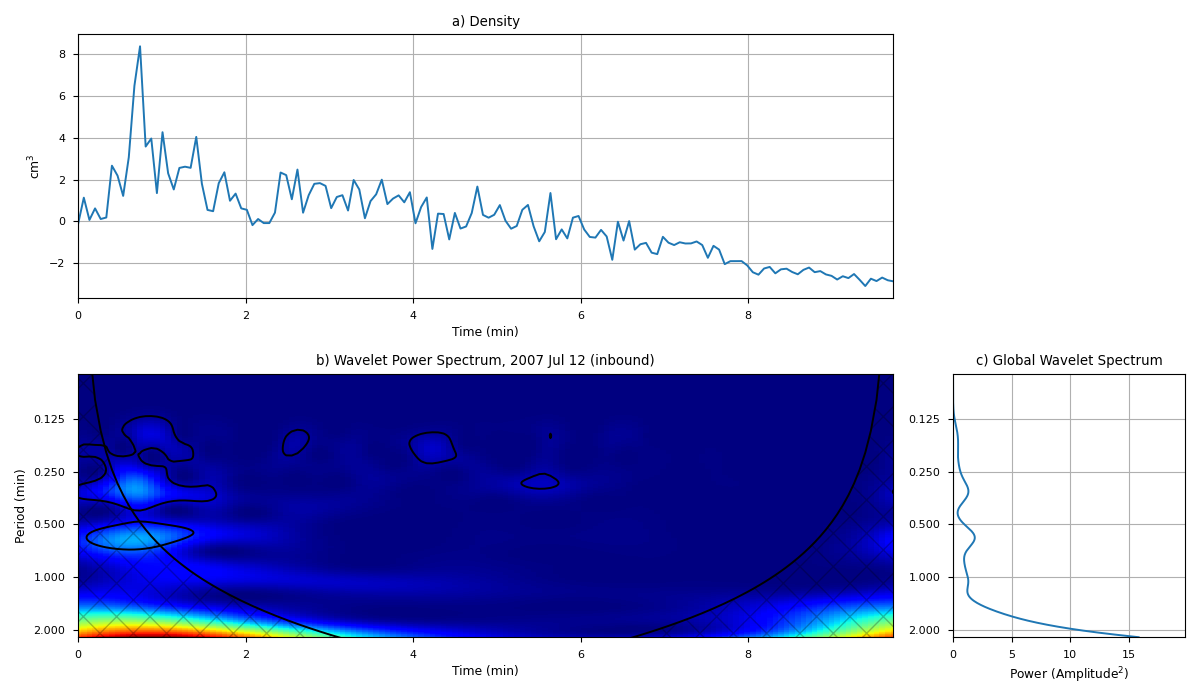 a) Density
8
6
4
2
0
−2
cm³
0 2 4 6 8
Time (min)
b) Wavelet Power Spectrum, 2007 Jul 12 (inbound)
0.125
0.250
0.500
1.000
2.000
Period (min)
0 2 4 6 8
Time (min)
c) Global Wavelet Spectrum
0.125
0.250
0.500
1.000
2.000
0 5 10 15
Power (Amplitude²)